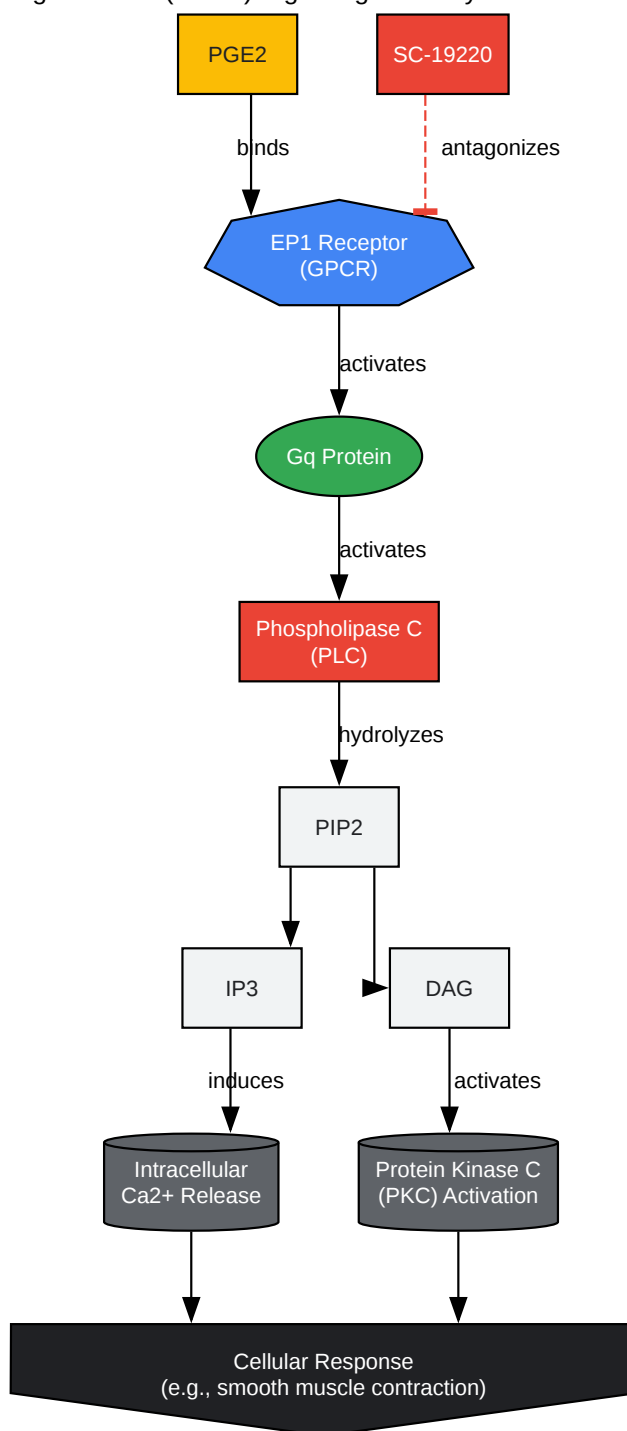 PGE2
SC-19220
binds
antagonizes
EP1 Receptor
(GPCR)
activates
Gq Protein
activates
Phospholipase C
(PLC)
hydrolyzes
PIP2
IP3
DAG
induces
activates
Intracellular
Ca2+ Release
Protein Kinase C
(PKC) Activation
Cellular Response
(e.g., smooth muscle contraction)